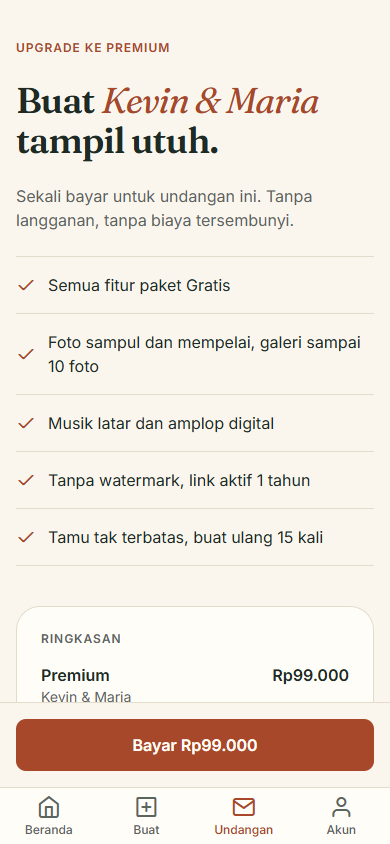 UPGRADE KE PREMIUM
Buat Kevin & Maria
tampil utuh.
Sekali bayar untuk undangan ini. Tanpa
langganan, tanpa biaya tersembunyi.
Semua fitur paket Gratis
Foto sampul dan mempelai, galeri sampai
10 foto
Musik latar dan amplop digital
Tanpa watermark, link aktif 1 tahun
Tamu tak terbatas, buat ulang 15 kali
RINGKASAN
Premium Rp99.000
Kevin & Maria
Bayar Rp99.000
Beranda Buat Undangan Akun